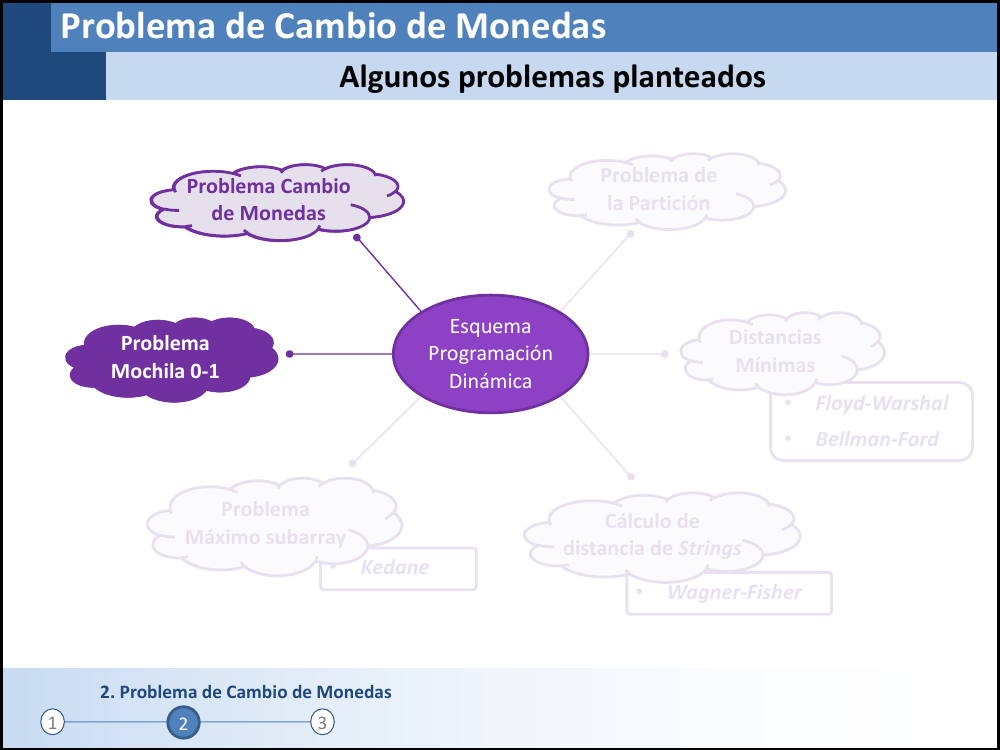 Problema de Cambio de Monedas
Algunos problemas planteados
Problema Cambio
de Monedas
Problema de
la Partición
Esquema
Programación
Dinámica
Problema
Mochila 0-1
Distancias
Mínimas
• Floyd-Warshal
• Bellman-Ford
Problema
Máximo subarray
• Kedane
Cálculo de
distancia de Strings
• Wagner-Fisher
2. Problema de Cambio de Monedas
1 2 3